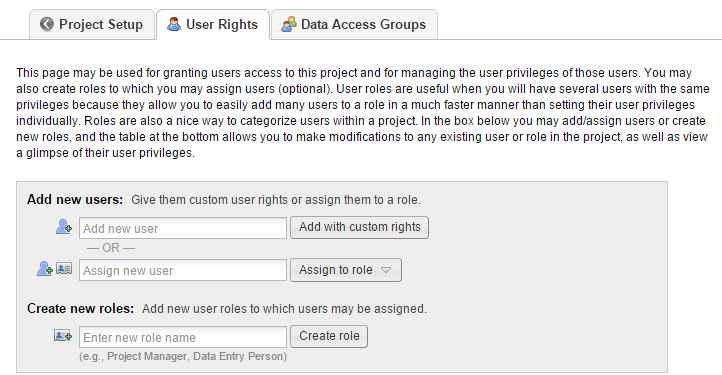 Project Setup User Rights Data Access Groups
This page may be used for granting users access to this project and for managing the user privileges of those users. You may
also create roles to which you may assign users (optional). User roles are useful when you will have several users with the same
privileges because they allow you to easily add many users to a role in a much faster manner than setting their user privileges
individually. Roles are also a nice way to categorize users within a project. In the box below you may add/assign users or create
new roles, and the table at the bottom allows you to make modifications to any existing user or role in the project, as well as view
a glimpse of their user privileges.
Add new users: Give them custom user rights or assign them to a role.
Add new user Add with custom rights
— OR —
Assign new user Assign to role
Create new roles: Add new user roles to which users may be assigned.
Enter new role name Create role
(e.g., Project Manager, Data Entry Person)